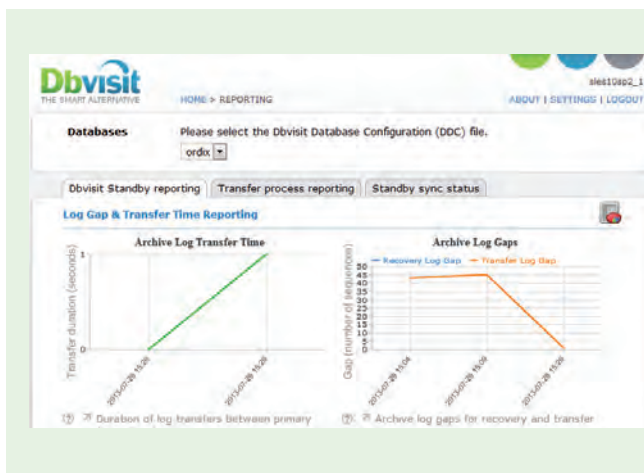 Dbvisit
THE SMART ALTERNATIVE
HOME > REPORTING
sles10sp2_1
ABOUT | SETTINGS | LOGOUT
Databases
Please select the Dbvisit Database Configuration (DDC) file.
ordix
Dbvisit Standby reporting
Transfer process reporting
Standby sync status
Log Gap & Transfer Time Reporting
Archive Log Transfer Time
Transfer duration (seconds)
1
0
Duration of log transfers between primary
Archive Log Gaps
Recovery Log Gap
Transfer Log Gap
Gap (number of sequences)
50
45
40
35
30
25
20
15
10
5
0
Archive log gaps for recovery and transfer